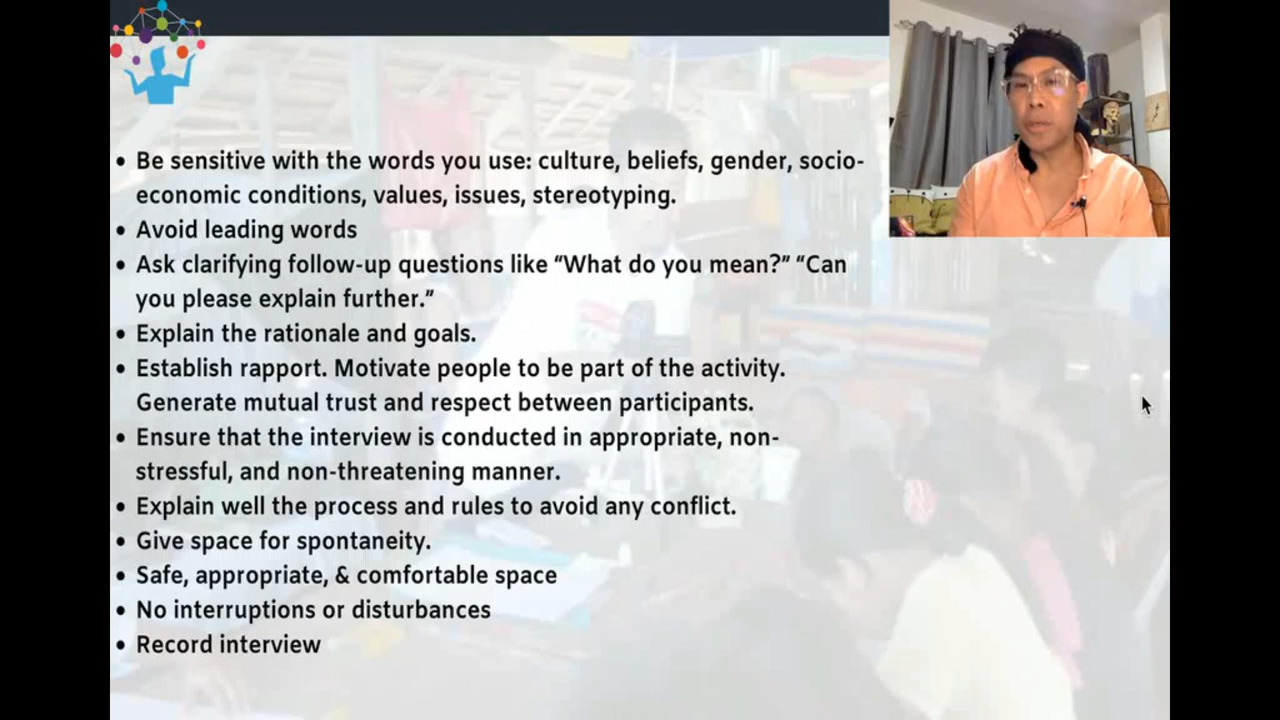 • Be sensitive with the words you use: culture, beliefs, gender, socio-
economic conditions, values, issues, stereotyping.
• Avoid leading words
• Ask clarifying follow-up questions like “What do you mean?” “Can
you please explain further.”
• Explain the rationale and goals.
• Establish rapport. Motivate people to be part of the activity.
Generate mutual trust and respect between participants.
• Ensure that the interview is conducted in appropriate, non-
stressful, and non-threatening manner.
• Explain well the process and rules to avoid any conflict.
• Give space for spontaneity.
• Safe, appropriate, & comfortable space
• No interruptions or disturbances
• Record interview